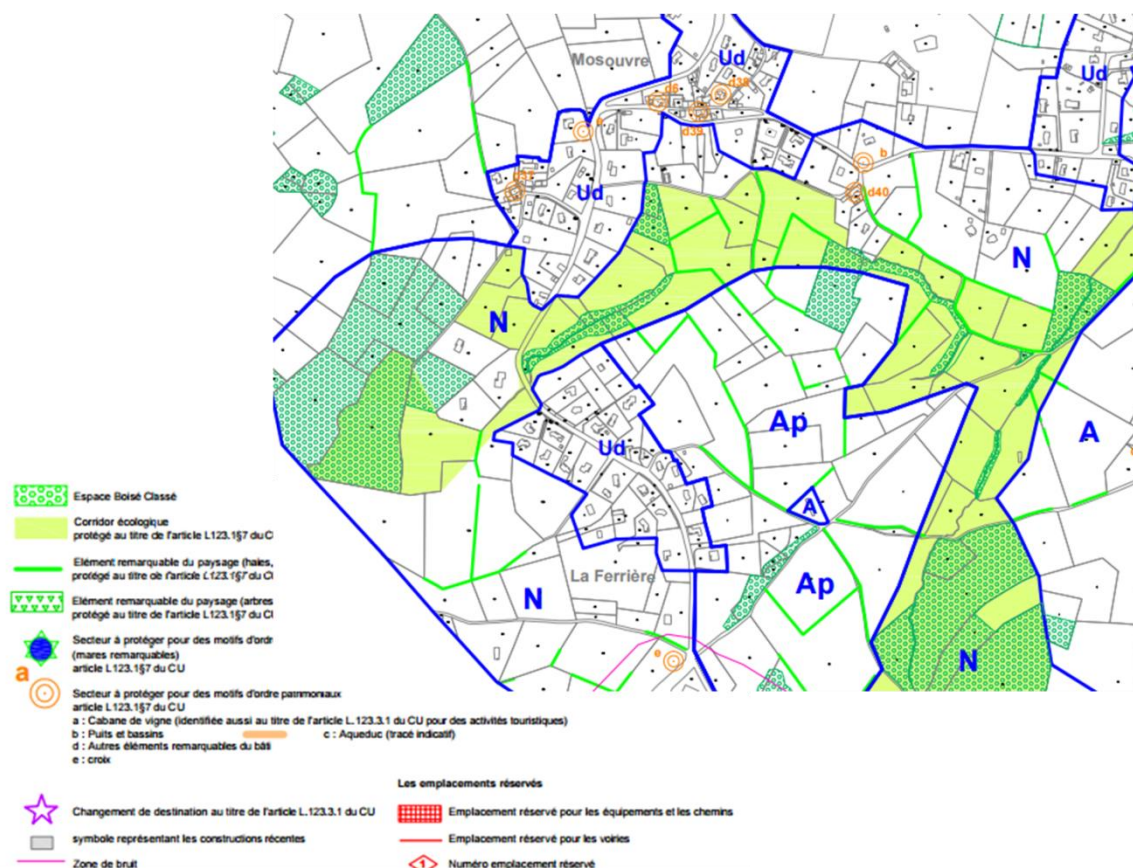 Mosouvre
Ud
d38
Ud
d6
d39
b
Ud
d40
N
N
Ap
A
Ud
A
La Ferrière
N
Ap
N
e
Espace Boisé Classé
Corridor écologique
protégé au titre de l'article L123.1§7 du CI
Elément remarquable du paysage (haies,
protégé au titre de l'article L123.1§7 du CI
Elément remarquable du paysage (arbres
protégé au titre de l'article L123.1§7 du CI
Secteur à protéger pour des motifs d'ordr
(mares remarquables)
article L123.1§7 du CU
a
Secteur à protéger pour des motifs d'ordre patrimoniaux
article L123.1§7 du CU
a : Cabane de vigne (identifiée aussi au titre de l'article L.123.3.1 du CU pour des activités touristiques)
b : Puits et bassins c : Aqueduc (tracé indicatif)
d : Autres éléments remarquables du bâti
e : croix
Les emplacements réservés
Changement de destination au titre de l'article L.123.3.1 du CU
Emplacement réservé pour les équipements et les chemins
symbole représentant les constructions récentes
Emplacement réservé pour les voiries
Zone de bruit
1 Numéro emplacement réservé